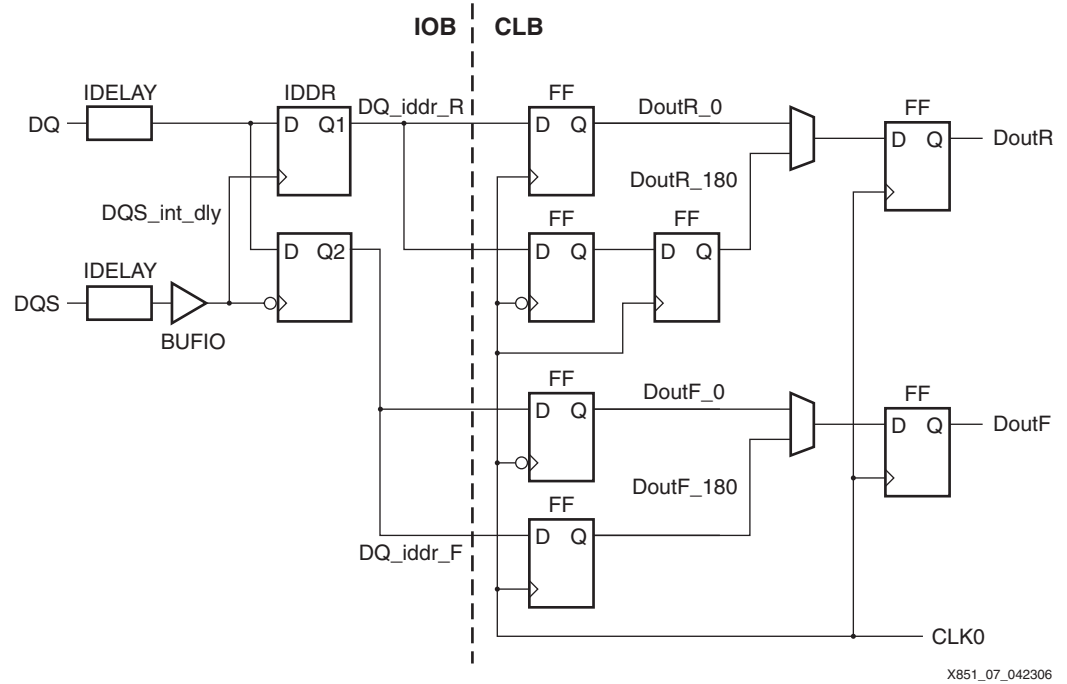 IOB CLB
IDELAY IDDR DQ_iddr_R FF DoutR_0 FF
DQ D Q1 D Q D Q DoutR
DoutR_180
DQS_int_dly FF FF
IDELAY D Q2 D Q D Q
DQS
BUFIO
FF DoutF_0 FF
D Q D Q DoutF
DoutF_180
FF
DQ_iddr_F D Q
CLK0
X851_07_042306